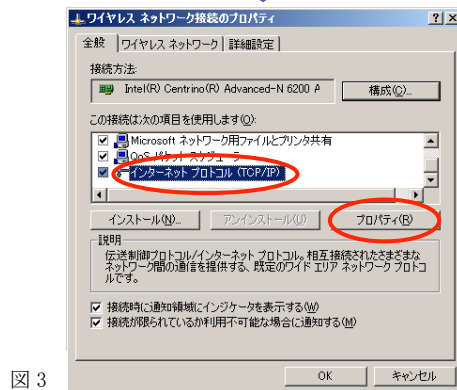 ワイヤレス ネットワーク接続のプロパティ
全般 ワイヤレス ネットワーク 詳細設定
接続方法:
Intel(R) Centrino(R) Advanced-N 6200 A
構成(C)...
この接続は次の項目を使用します(O):
Microsoft ネットワーク用ファイルとプリンタ共有
QoS パケット スケジューラ
インターネット プロトコル (TCP/IP)
インストール(N)... アンインストール(U) プロパティ(R)
説明
伝送制御プロトコル/インターネット プロトコル。相互接続されたさまざまな
ネットワーク間の通信を提供する、既定のワイド エリア ネットワーク プロトコ
ルです。
接続時に通知領域にインジケータを表示する(W)
接続が限られているか利用不可能な場合に通知する(M)
OK キャンセル
図 3